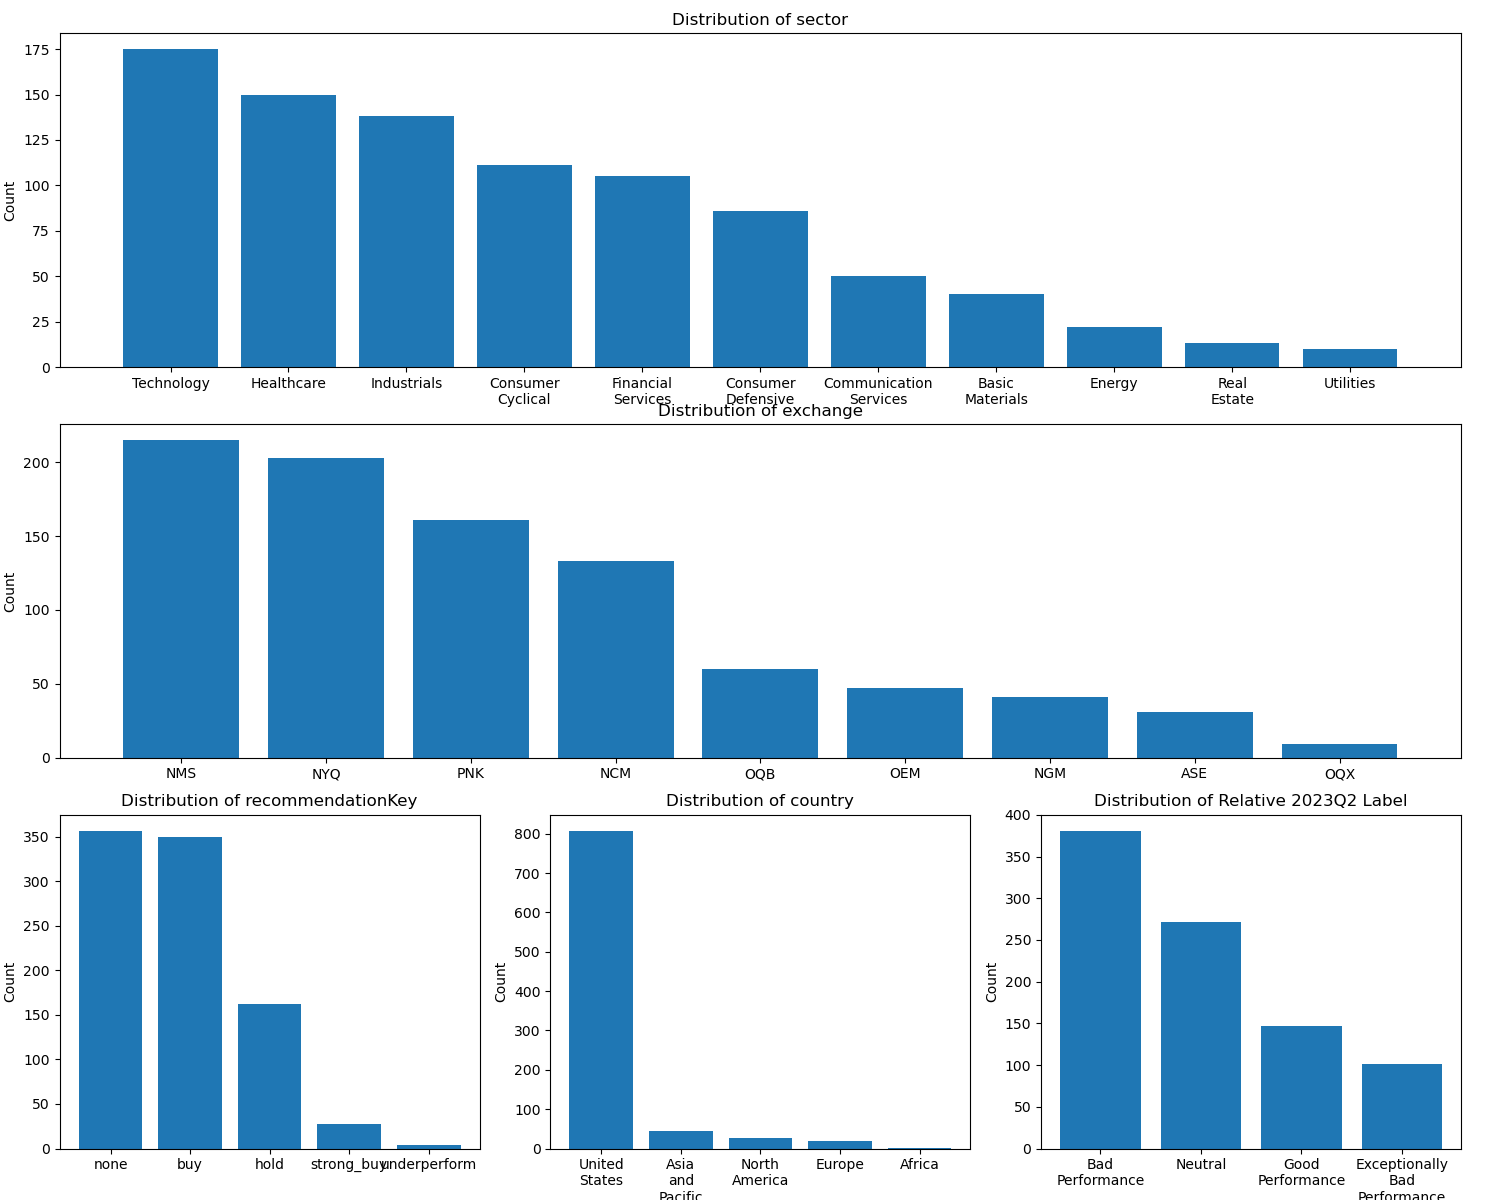 Distribution of sector
Count
175
150
125
100
75
50
25
0
Technology
Healthcare
Industrials
Consumer
Cyclical
Financial
Services
Consumer
Defensive
Communication
Services
Basic
Materials
Energy
Real
Estate
Utilities
Distribution of exchange
Count
200
150
100
50
0
NMS
NYQ
PNK
NCM
OQB
OEM
NGM
ASE
OQX
Distribution of recommendationKey
Count
350
300
250
200
150
100
50
0
none
buy
hold
strong_buy
underperform
Distribution of country
Count
800
700
600
500
400
300
200
100
0
United
States
Asia
and
Pacific
North
America
Europe
Africa
Distribution of Relative 2023Q2 Label
Count
400
350
300
250
200
150
100
50
0
Bad
Performance
Neutral
Good
Performance
Exceptionally
Bad
Performance